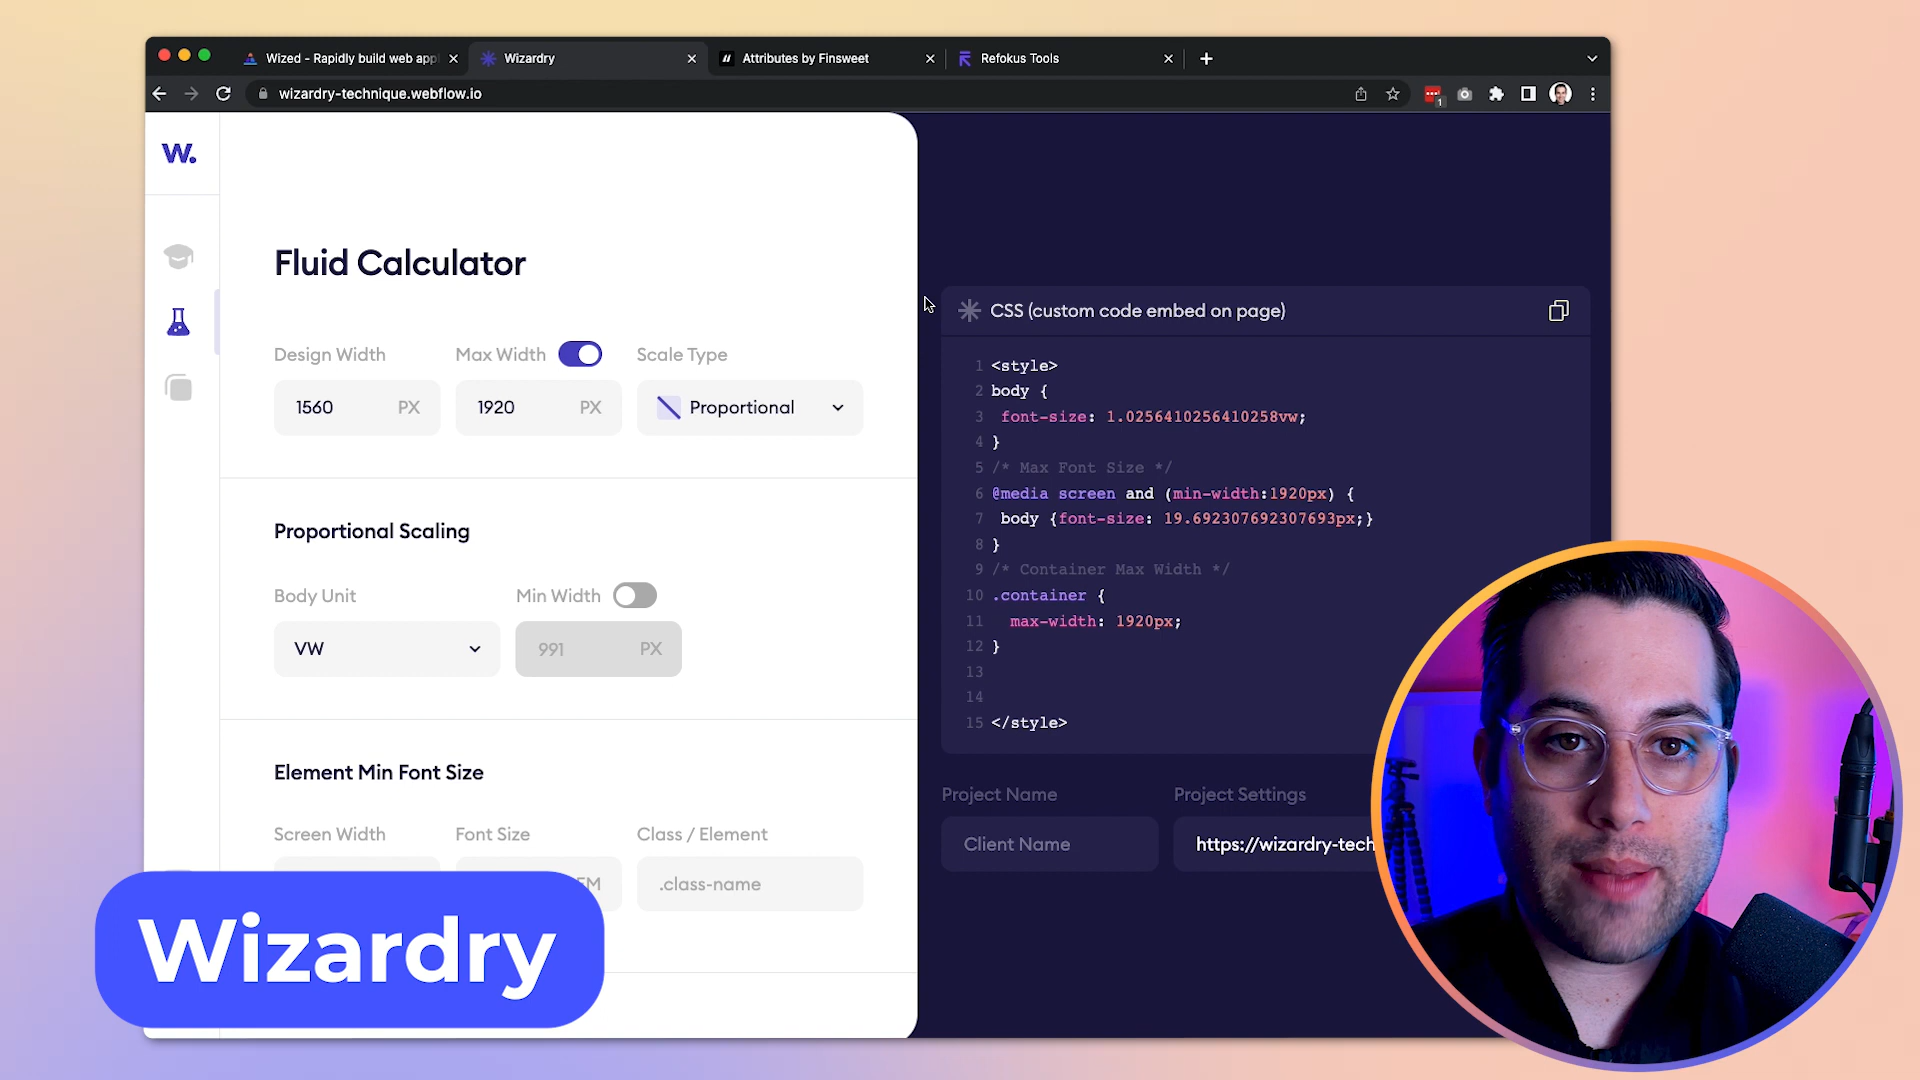 Wized - Rapidly build web appl
Wizardry
Attributes by Finsweet
Refokus Tools
wizardry-technique.webflow.io
1
W.
Fluid Calculator
Design Width
Max Width
Scale Type
1560 PX
1920 PX
Proportional
Proportional Scaling
Body Unit
Min Width
VW
991 PX
Element Min Font Size
Screen Width
Font Size
Class / Element
EM
.class-name
CSS (custom code embed on page)
1 <style>
2 body {
3 font-size: 1.0256410256410258vw;
4 }
5 /* Max Font Size */
6 @media screen and (min-width:1920px) {
7 body {font-size: 19.692307692307693px;}
8 }
9 /* Container Max Width */
10 .container {
11 max-width: 1920px;
12 }
13
14
15 </style>
Project Name
Project Settings
Client Name
https://wizardry-tech
Wizardry